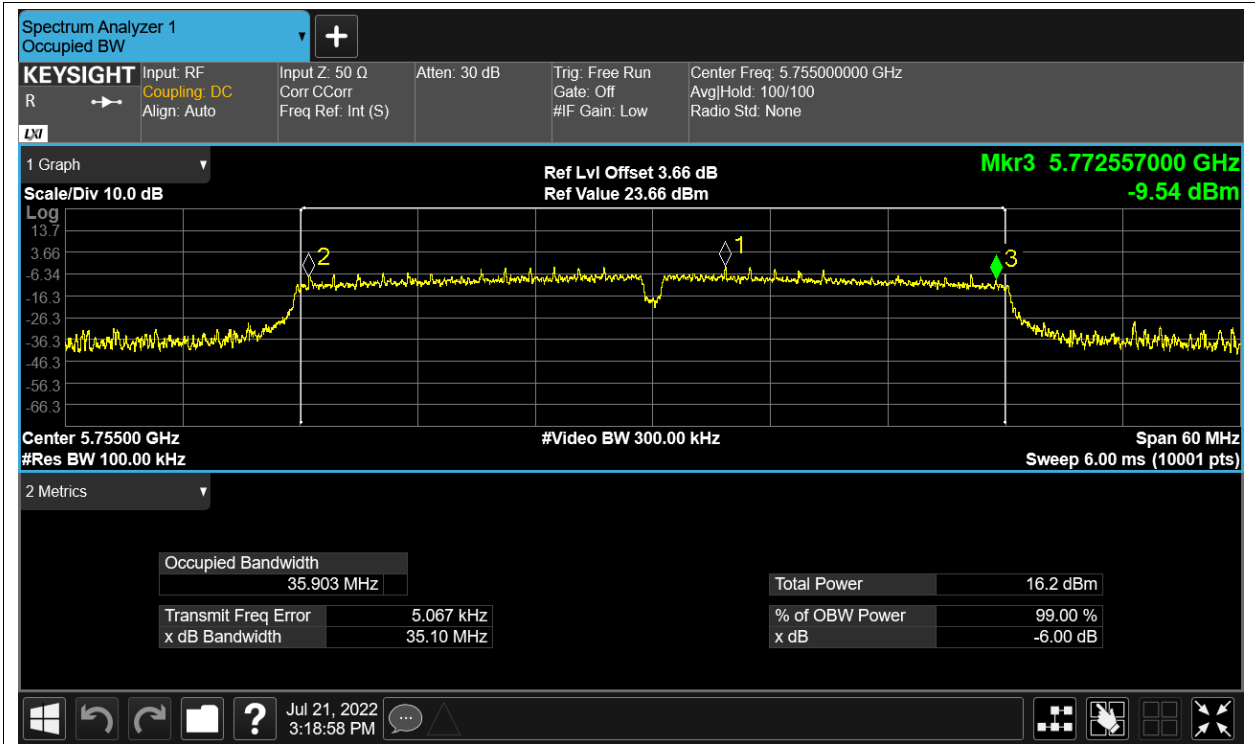 Spectrum Analyzer 1
Occupied BW
KEYSIGHT
R
LXI
Input: RF
Coupling: DC
Align: Auto
Input Z: 50 Ω
Corr CCorr
Freq Ref: Int (S)
Atten: 30 dB
Trig: Free Run
Gate: Off
#IF Gain: Low
Center Freq: 5.755000000 GHz
Avg|Hold: 100/100
Radio Std: None
1 Graph
Scale/Div 10.0 dB
Ref Lvl Offset 3.66 dB
Ref Value 23.66 dBm
Mkr3 5.772557000 GHz
-9.54 dBm
Log
13.7
3.66
-6.34
-16.3
-26.3
-36.3
-46.3
-56.3
-66.3
2
1
3
Center 5.75500 GHz
#Res BW 100.00 kHz
#Video BW 300.00 kHz
Span 60 MHz
Sweep 6.00 ms (10001 pts)
2 Metrics
Occupied Bandwidth
35.903 MHz
Transmit Freq Error 5.067 kHz
x dB Bandwidth 35.10 MHz
Total Power 16.2 dBm
% of OBW Power 99.00 %
x dB -6.00 dB
?
Jul 21, 2022
3:18:58 PM